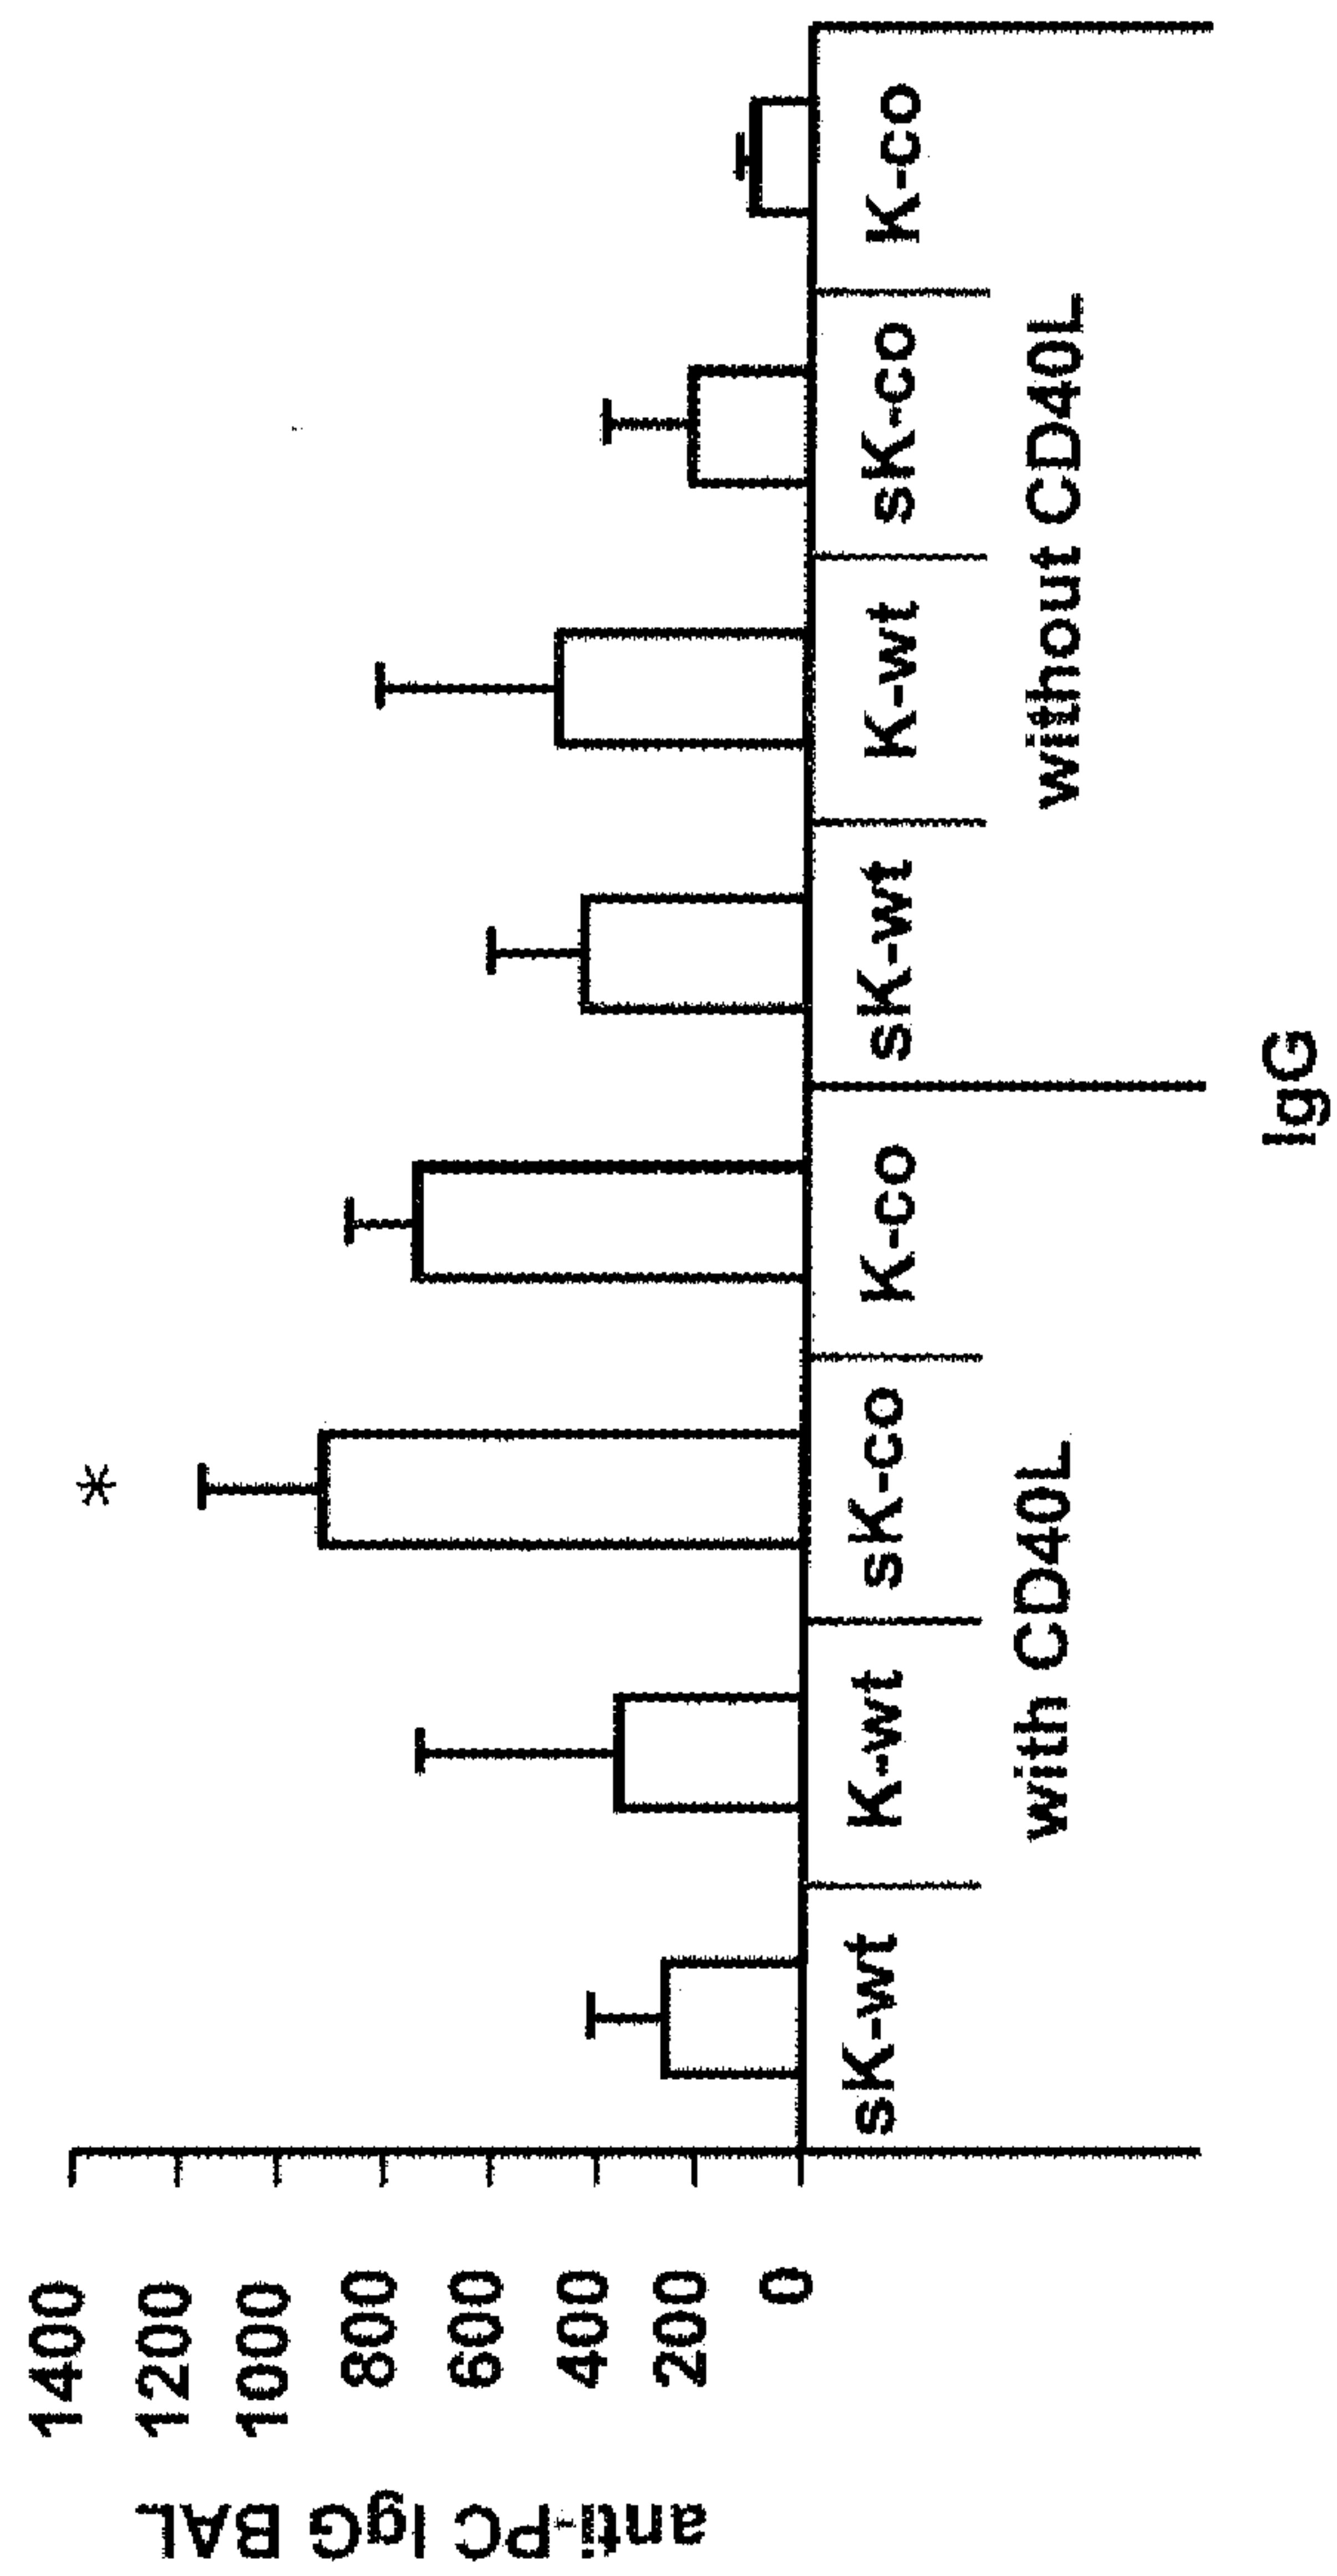 anti-PC IgG BAL
1400
1200
1000
800
600
400
200
0
*
sK-wt K-wt sK-co K-co sK-wt K-wt sK-co K-co
with CD40L without CD40L
IgG